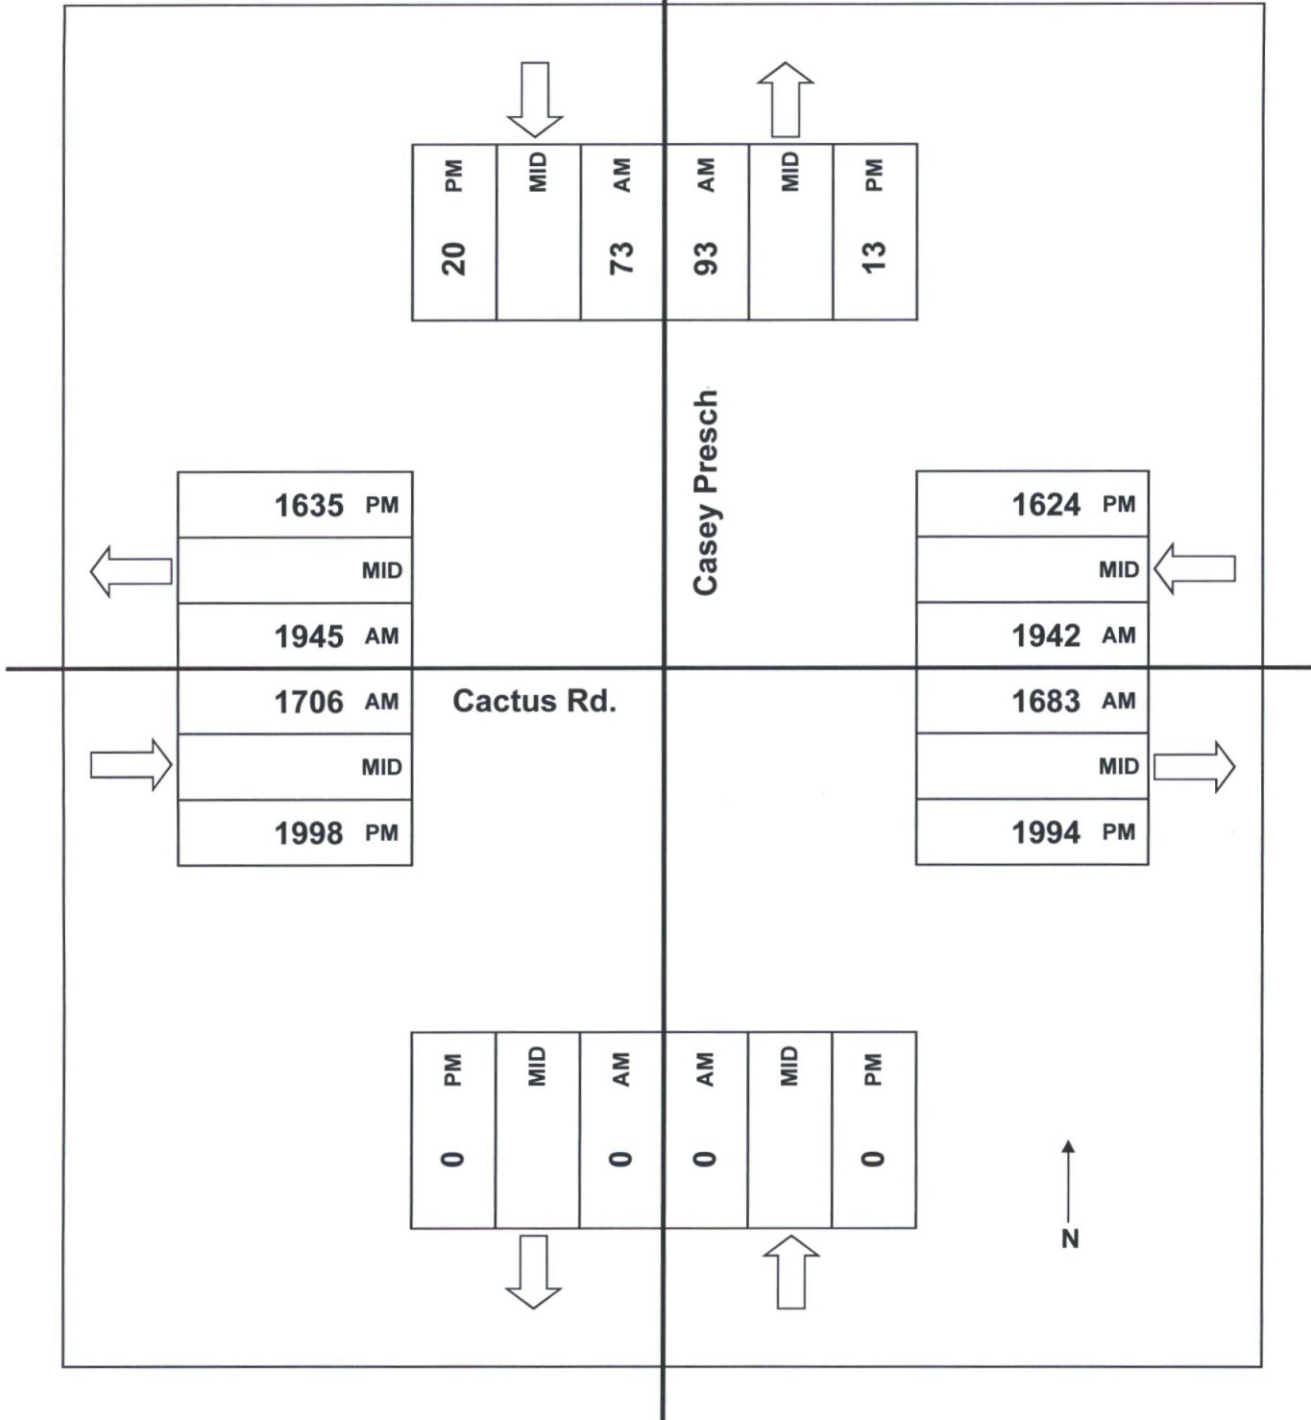 PM MID AM AM MID PM
20 73 93 13
Casey Presch
1635 PM
MID
1945 AM
1706 AM
MID
1998 PM
Cactus Rd.
1624 PM
MID
1942 AM
1683 AM
MID
1994 PM
PM MID AM AM MID PM
0 0 0 0
N